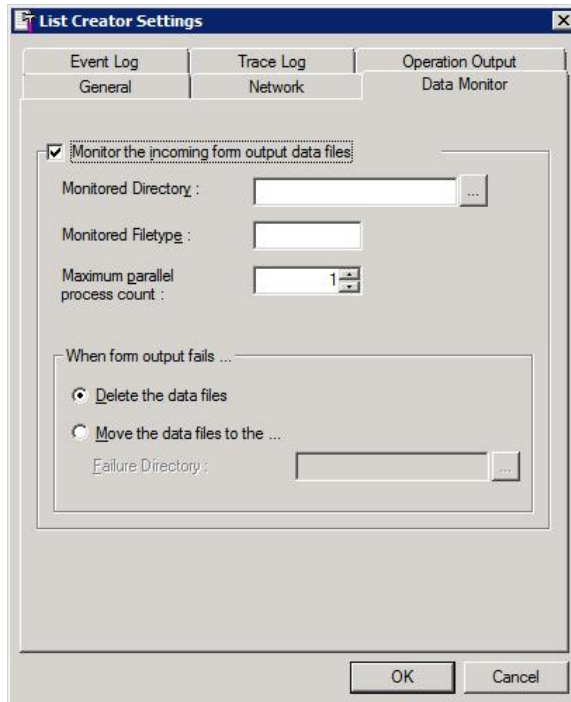 List Creator Settings
Event Log
Trace Log
Operation Output
General
Network
Data Monitor
Monitor the incoming form output data files
Monitored Directory :
...
Monitored Filetype :
Maximum parallel
process count :
1
When form output fails ...
Delete the data files
Move the data files to the ...
Failure Directory :
...
OK
Cancel